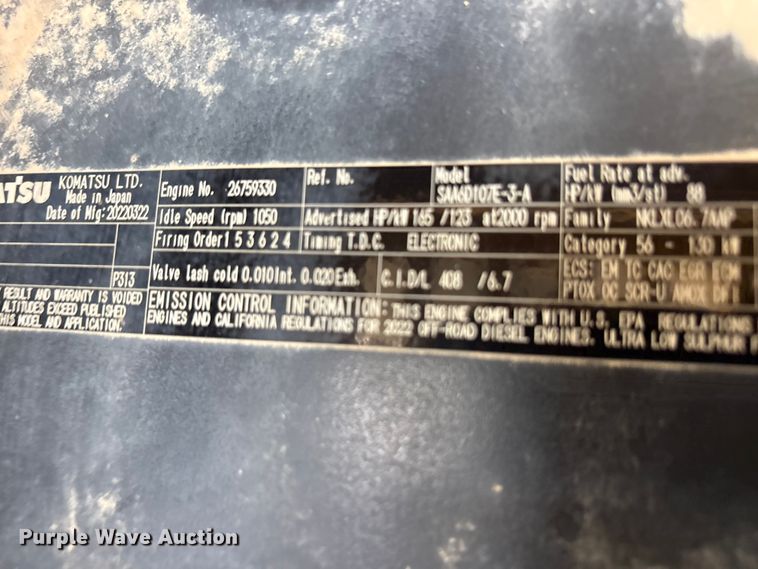 KOMATSU LTD.
Made in Japan
Date of Mfg:20220322
P313
RESULT AND WARRANTY IS VOIDED
ALTITUDES EXCEED PUBLISHED
THIS MODEL AND APPLICATION.
Engine No. 26759330
Ref. No.
Model
SAA6D107E-3-A
Fuel Rate at adv.
HP/kW (mm3/st) 88
Idle Speed (rpm) 1050
Advertised HP/kW 165 /123 at2000 rpm
Family
Firing Order1 5 3 6 2 4
Timing T.D.C. ELECTRONIC
Category 56 - 130 kW
Valve lash cold 0.010Int. 0.020Exh.
C.I.D/L 408 /6.7
ECS: EM TC CAC EGR ECM
PTOX OC SCR-U AMOX DFI
EMISSION CONTROL INFORMATION: THIS ENGINE COMPLIES WITH U.S. EPA REGULATIONS
ENGINES AND CALIFORNIA REGULATIONS FOR 2022 OFF-ROAD DIESEL ENGINES. ULTRA LOW SULPHUR
Purple Wave Auction